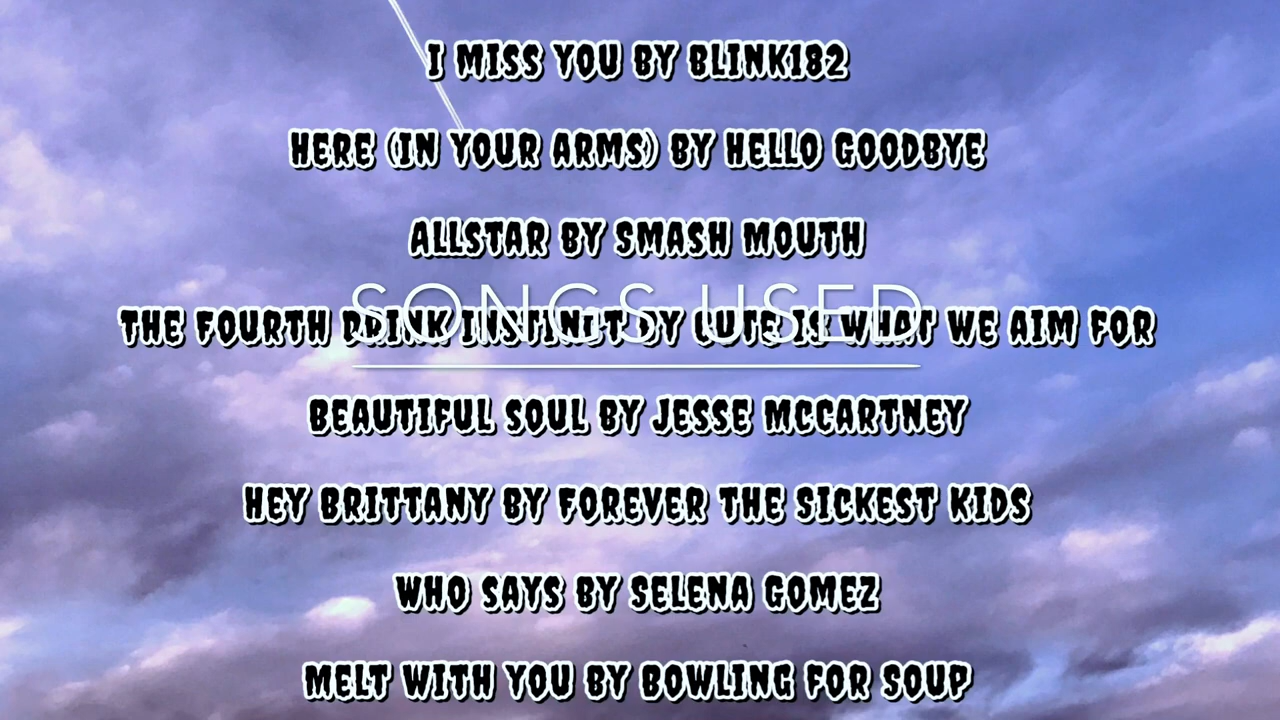 I MISS YOU BY BLINK182
HERE (IN YOUR ARMS) BY HELLO GOODBYE
ALLSTAR BY SMASH MOUTH
SONGS USED
THE FOURTH DRINK INSTINCT BY CUTE IS WHAT WE AIM FOR
BEAUTIFUL SOUL BY JESSE MCCARTNEY
HEY BRITTANY BY FOREVER THE SICKEST KIDS
WHO SAYS BY SELENA GOMEZ
MELT WITH YOU BY BOWLING FOR SOUP